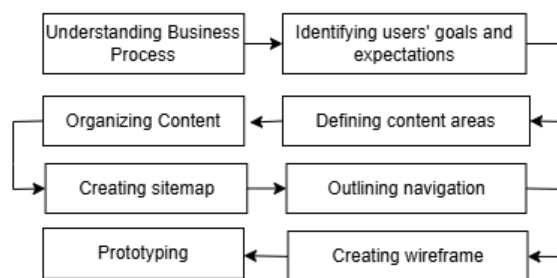 Understanding Business
Process
Identifying users' goals and
expectations
Organizing Content
Defining content areas
Creating sitemap
Outlining navigation
Prototyping
Creating wireframe